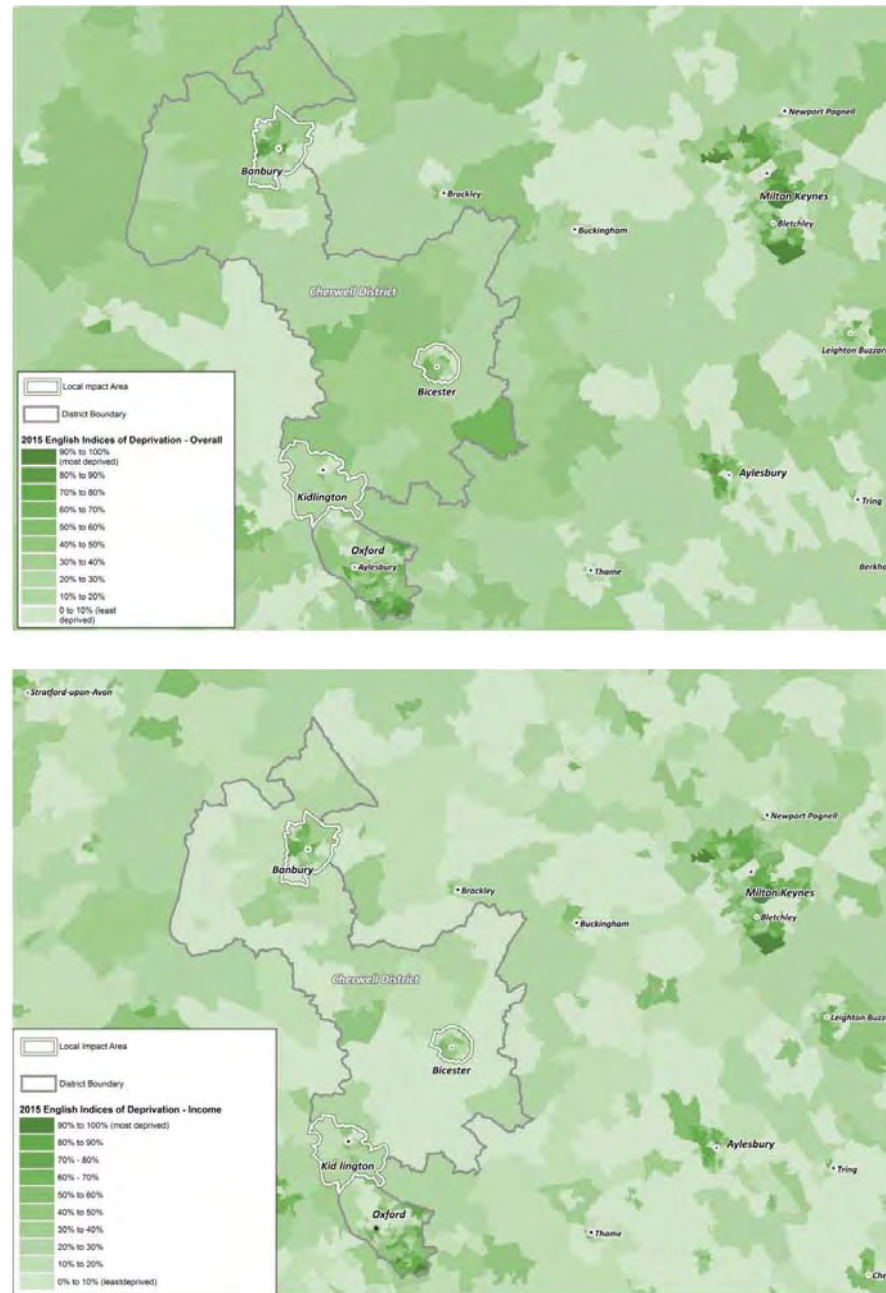 Newport Pagnell
Banbury
Milton Keynes
Brackley
Bletchley
Buckingham
Cherwell District
Leighton Buzzar
Bicester
Local mpact Area
District Boundary
2015 English Indices of Deprivation - Overall
90% to 100%
(most deprived)
80% to 90%
70% to 80%
60% to 70%
50% to 60%
40% to 50%
30% to 40%
20% to 30%
10% to 20%
0 to 10% (least
deprived)
Kidlington
Aylesbury
Tring
Oxford
Aylesbury
Thame
Berkha
Stratford-upon-Avon
Newport Pagnell
Banbury
Milton Keynes
Brackley
Bletchley
Buckingham
Cherwell District
Leighton Buzz
Bicester
Local Impact Area
District Boundary
2015 English Indices of Deprivation - Income
90% to 100% (most deprived)
80% to 90%
70% - 80%
60% - 70%
50% to 60%
40% to 50%
30% to 40%
20% to 30%
10% to 20%
0% to 10% (leastdeprived)
Aylesbury
Kid lington
Tring
Oxford
Thame
Che